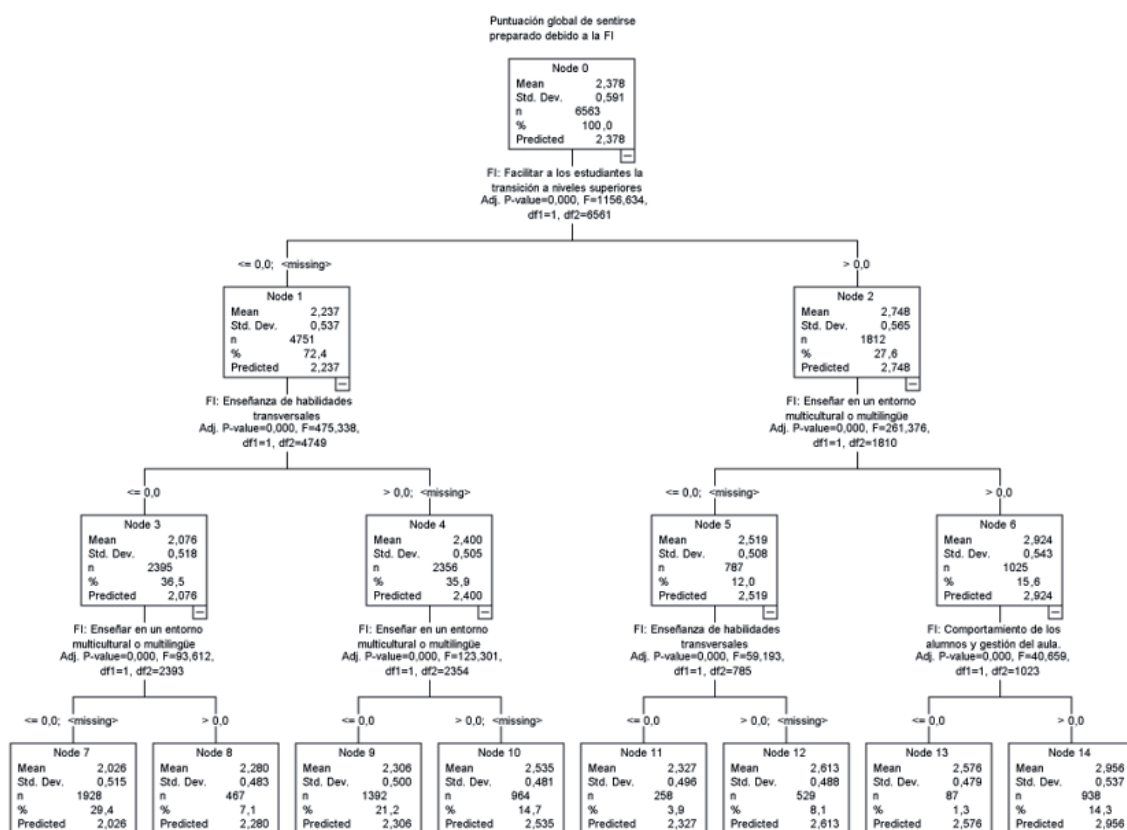 Puntuación global de sentirse
preparado debido a la FI
Node 0
Mean 2,378
Std. Dev. 0,591
n 6563
% 100,0
Predicted 2,378
FI: Facilitar a los estudiantes la
transición a niveles superiores
Adj. P-value=0,000, F=1156,634,
df1=1, df2=6561
<= 0,0; <missing>
> 0,0
Node 1
Mean 2,237
Std. Dev. 0,537
n 4751
% 72,4
Predicted 2,237
Node 2
Mean 2,748
Std. Dev. 0,565
n 1812
% 27,6
Predicted 2,748
FI: Enseñanza de habilidades
transversales
Adj. P-value=0,000, F=475,338,
df1=1, df2=4749
FI: Enseñar en un entorno
multicultural o multilingüe
Adj. P-value=0,000, F=261,376,
df1=1, df2=1810
<= 0,0
> 0,0; <missing>
<= 0,0; <missing>
> 0,0
Node 3
Mean 2,076
Std. Dev. 0,518
n 2395
% 36,5
Predicted 2,076
Node 4
Mean 2,400
Std. Dev. 0,505
n 2356
% 35,9
Predicted 2,400
Node 5
Mean 2,519
Std. Dev. 0,508
n 787
% 12,0
Predicted 2,519
Node 6
Mean 2,924
Std. Dev. 0,543
n 1025
% 15,6
Predicted 2,924
FI: Enseñar en un entorno
multicultural o multilingüe
Adj. P-value=0,000, F=93,612,
df1=1, df2=2393
FI: Enseñar en un entorno
multicultural o multilingüe
Adj. P-value=0,000, F=123,301,
df1=1, df2=2354
FI: Enseñanza de habilidades
transversales
Adj. P-value=0,000, F=59,193,
df1=1, df2=785
FI: Comportamiento de los
alumnos y gestión del aula.
Adj. P-value=0,000, F=40,659,
df1=1, df2=1023
<= 0,0; <missing>
> 0,0
<= 0,0
> 0,0; <missing>
<= 0,0
> 0,0; <missing>
<= 0,0
> 0,0
Node 7
Mean 2,026
Std. Dev. 0,515
n 1928
% 29,4
Predicted 2,026
Node 8
Mean 2,280
Std. Dev. 0,483
n 467
% 7,1
Predicted 2,280
Node 9
Mean 2,306
Std. Dev. 0,500
n 1392
% 21,2
Predicted 2,306
Node 10
Mean 2,535
Std. Dev. 0,481
n 964
% 14,7
Predicted 2,535
Node 11
Mean 2,327
Std. Dev. 0,496
n 258
% 3,9
Predicted 2,327
Node 12
Mean 2,613
Std. Dev. 0,488
n 529
% 8,1
Predicted 2,613
Node 13
Mean 2,576
Std. Dev. 0,479
n 87
% 1,3
Predicted 2,576
Node 14
Mean 2,956
Std. Dev. 0,537
n 938
% 14,3
Predicted 2,956